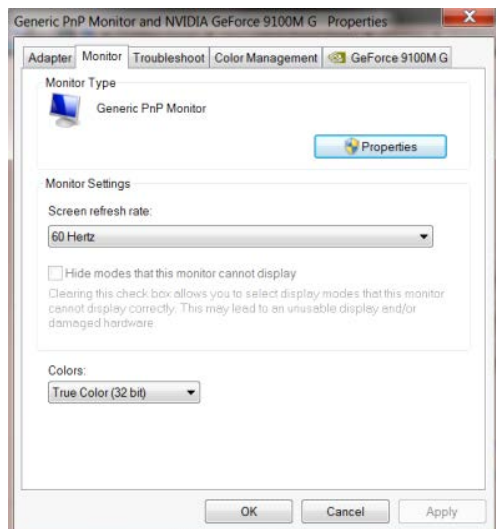 Generic PnP Monitor and NVIDIA GeForce 9100M G Properties
Adapter Monitor Troubleshoot Color Management GeForce 9100M G
Monitor Type
Generic PnP Monitor
Properties
Monitor Settings
Screen refresh rate:
60 Hertz
Hide modes that this monitor cannot display
Clearing this check box allows you to select display modes that this monitor
cannot display correctly. This may lead to an unusable display and/or
damaged hardware.
Colors:
True Color (32 bit)
OK Cancel Apply